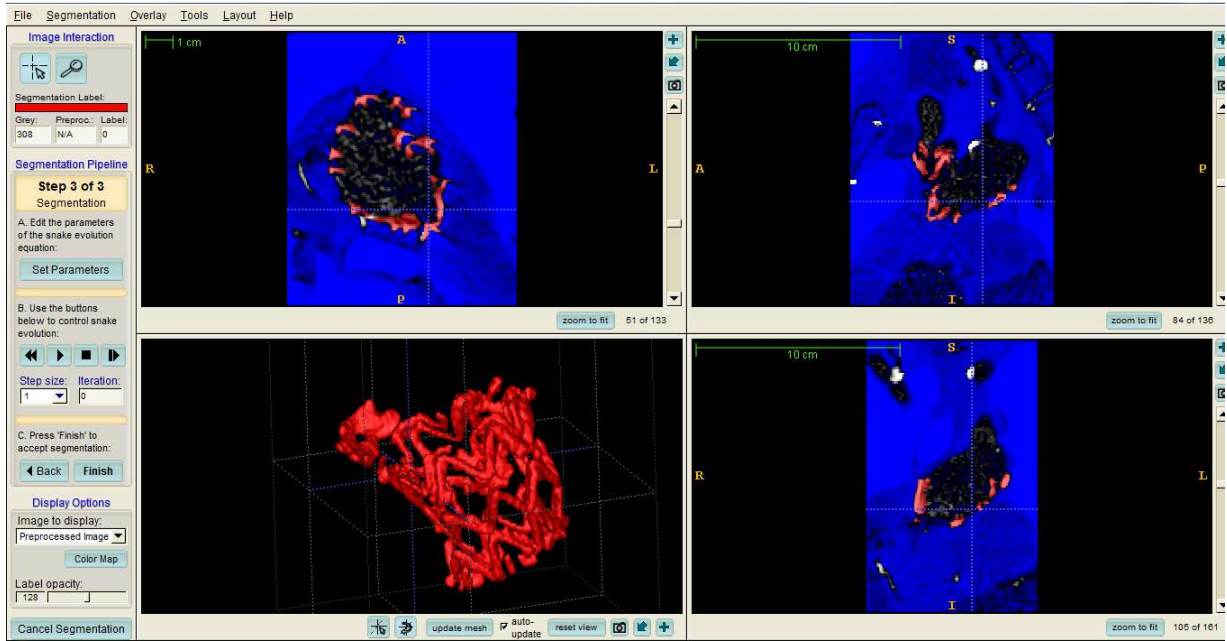 File Segmentation Overlay Tools Layout Help
Image Interaction
Segmentation Label:
Grey: Preproc.: Label:
308 N/A 0
Segmentation Pipeline
Step 3 of 3
Segmentation
A. Edit the parameters
of the snake evolution
equation:
Set Parameters
B. Use the buttons
below to control snake
evolution:
Step size: Iteration:
1 0
C. Press 'Finish' to
accept segmentation:
Back Finish
Display Options
Image to display:
Preprocessed Image
Color Map
Label opacity:
128
Cancel Segmentation
1 cm
A
R
L
P
zoom to fit 51 of 133
10 cm
S
A
P
I
zoom to fit 84 of 136
update mesh auto-
update reset view
10 cm
S
R
L
I
zoom to fit 105 of 161